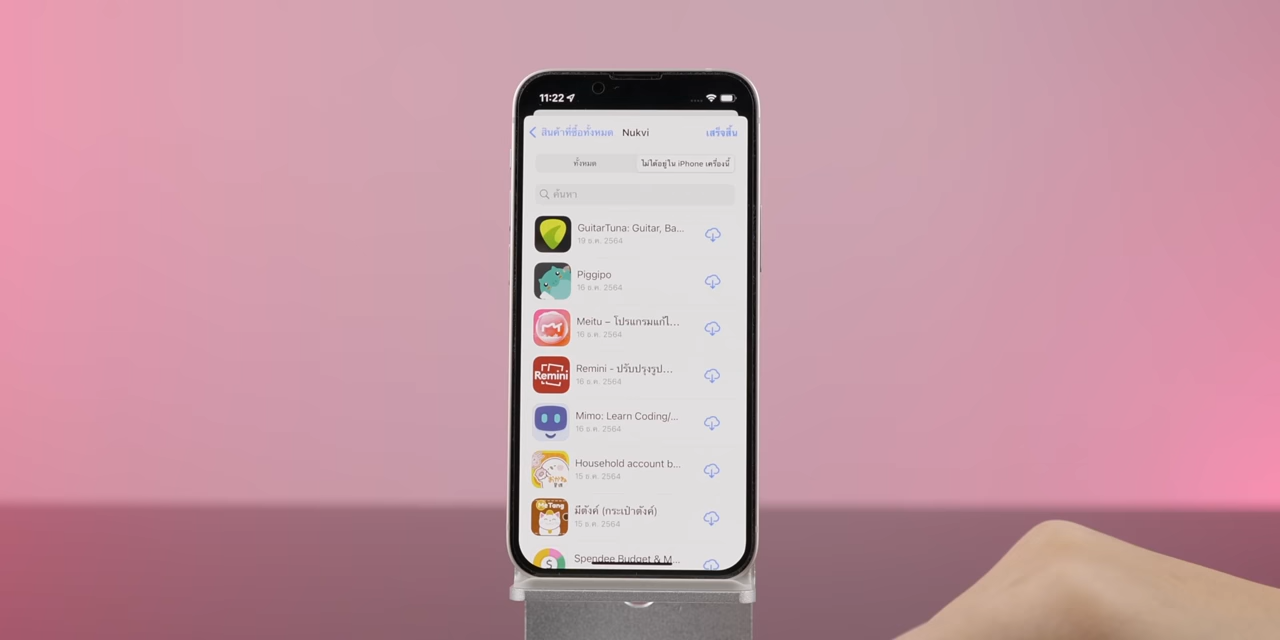 11:22
สินค้าที่ซื้อทั้งหมด Nukvi เสร็จสิ้น
ทั้งหมด ไม่ได้อยู่ใน iPhone เครื่องนี้
ค้นหา
GuitarTuna: Guitar, Ba...
19 ธ.ค. 2564
Piggipo
16 ธ.ค. 2564
Meitu – โปรแกรมแก้ไ...
16 ธ.ค. 2564
Remini
Remini - ปรับปรุงรูป...
16 ธ.ค. 2564
Mimo: Learn Coding/...
16 ธ.ค. 2564
Household account b...
15 ธ.ค. 2564
MeTang
มีตังค์ (กระเป๋าตังค์)
15 ธ.ค. 2564
S
Spendee Budget & M...